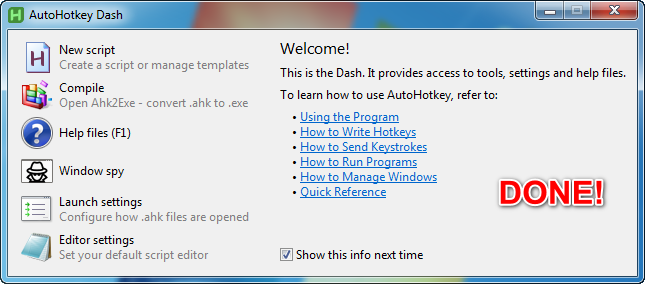 AutoHotkey Dash
New script
Create a script or manage templates
Compile
Open Ahk2Exe - convert .ahk to .exe
Help files (F1)
Window spy
Launch settings
Configure how .ahk files are opened
Editor settings
Set your default script editor
Welcome!
This is the Dash. It provides access to tools, settings and help files.
To learn how to use AutoHotkey, refer to:
• Using the Program
• How to Write Hotkeys
• How to Send Keystrokes
• How to Run Programs
• How to Manage Windows
• Quick Reference
DONE!
Show this info next time